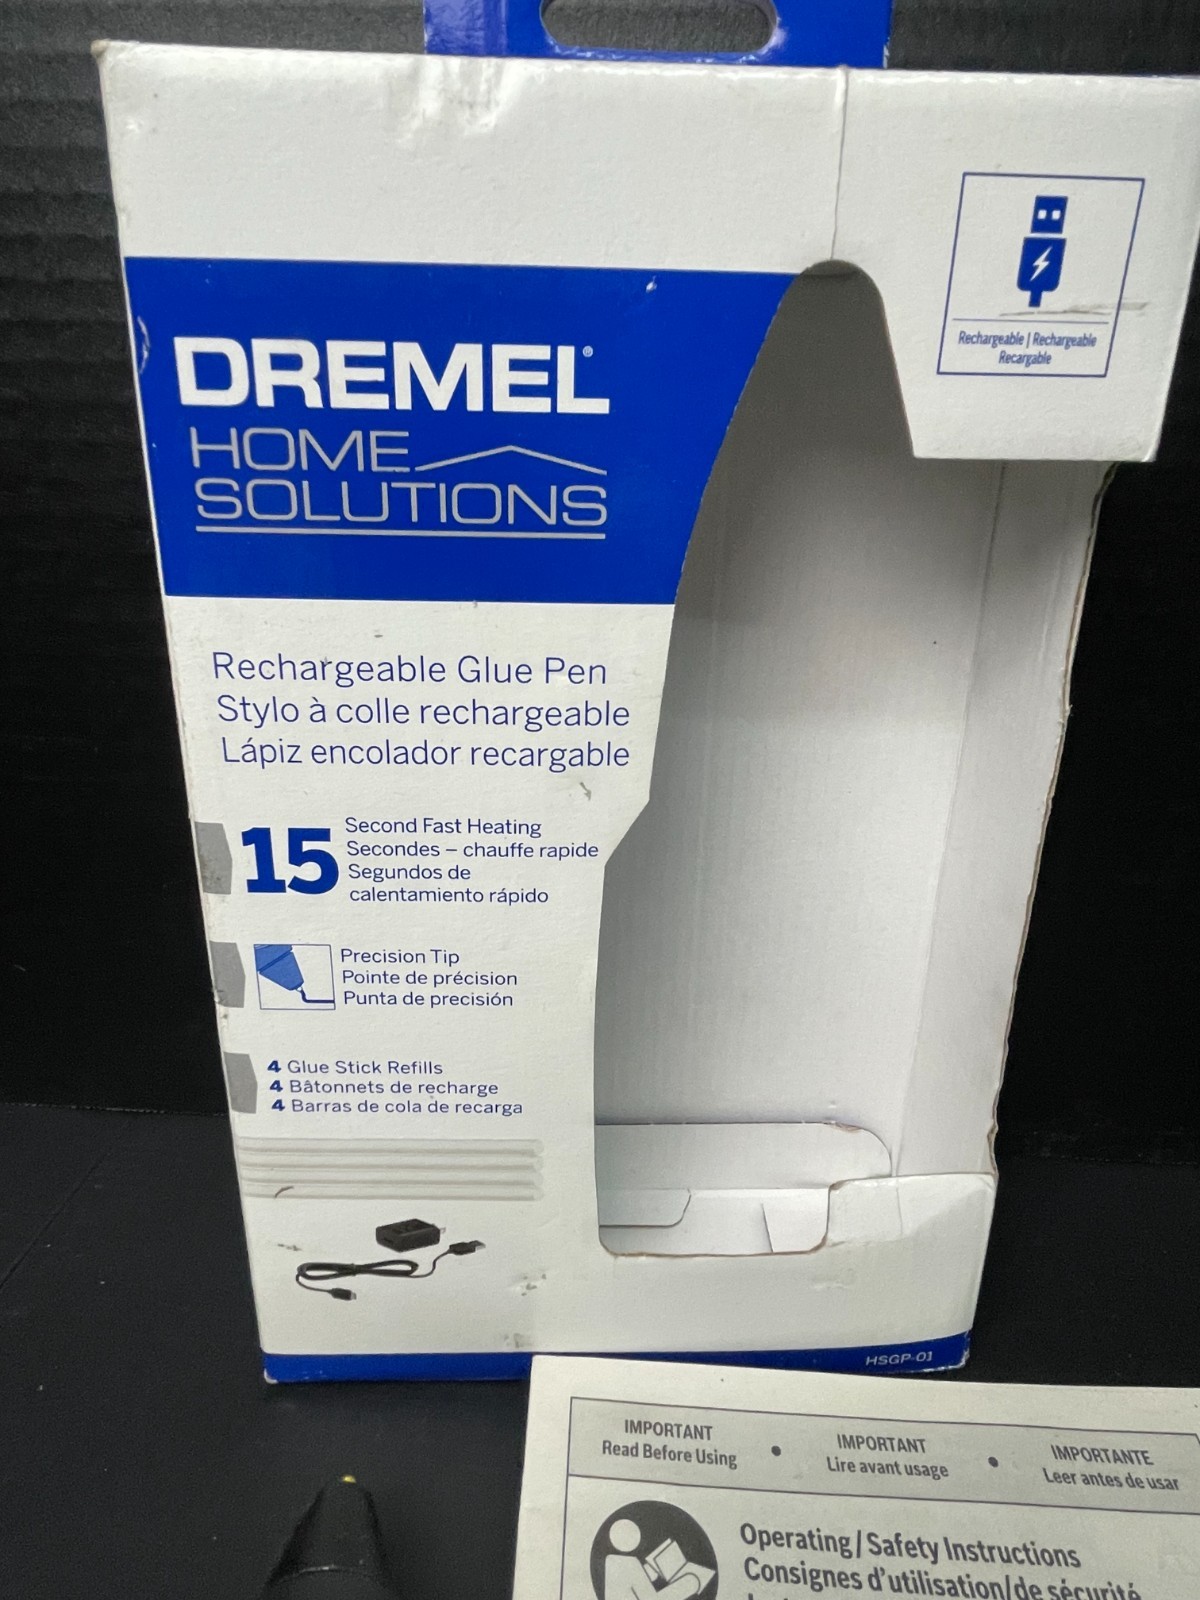 DREMEL®
HOME
SOLUTIONS
Rechargeable | Rechargeable
Recargable
Rechargeable Glue Pen
Stylo à colle rechargeable
Lápiz encolador recargable
15
Second Fast Heating
Secondes – chauffe rapide
Segundos de
calentamiento rápido
Precision Tip
Pointe de précision
Punta de precisión
4 Glue Stick Refills
4 Bâtonnets de recharge
4 Barras de cola de recarga
HSGP-01
IMPORTANT
Read Before Using
IMPORTANT
Lire avant usage
IMPORTANTE
Leer antes de usar
Operating/Safety Instructions
Consignes d'utilisation/de sécurité